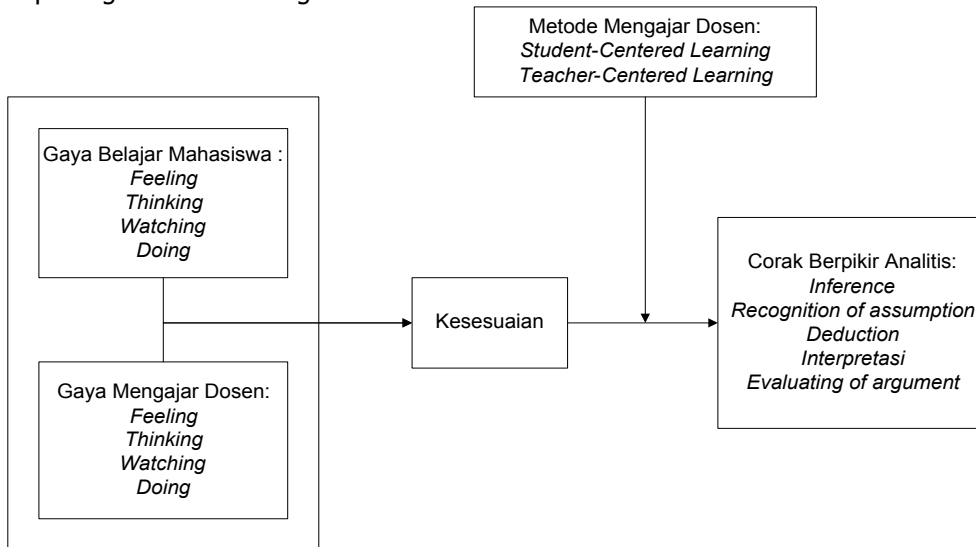 Metode Mengajar Dosen:
Student-Centered Learning
Teacher-Centered Learning
Gaya Belajar Mahasiswa :
Feeling
Thinking
Watching
Doing
Kesesuaian
Corak Berpikir Analitis:
Inference
Recognition of assumption
Deduction
Interpretasi
Evaluating of argument
Gaya Mengajar Dosen:
Feeling
Thinking
Watching
Doing